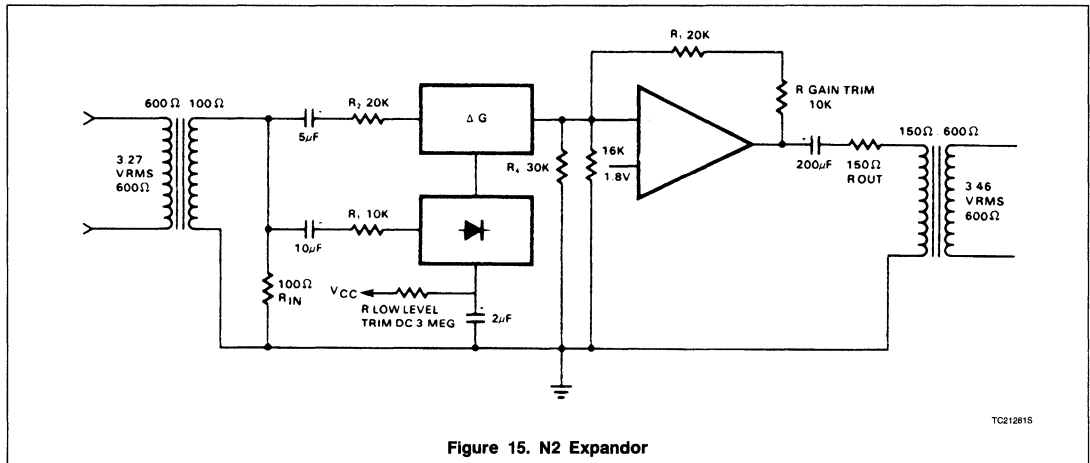 R₁ 20K
R GAIN TRIM
10K
600Ω 100Ω
R₂ 20K
5μF
ΔG
3 27
VRMS
600Ω
R₄ 30K
16K
1.8V
200μF
150Ω
ROUT
150Ω 600Ω
3 46
VRMS
600Ω
R₁ 10K
10μF
100Ω
RIN
VCC
R LOW LEVEL
TRIM DC 3 MEG
2μF
TC21281S
Figure 15. N2 Expandor